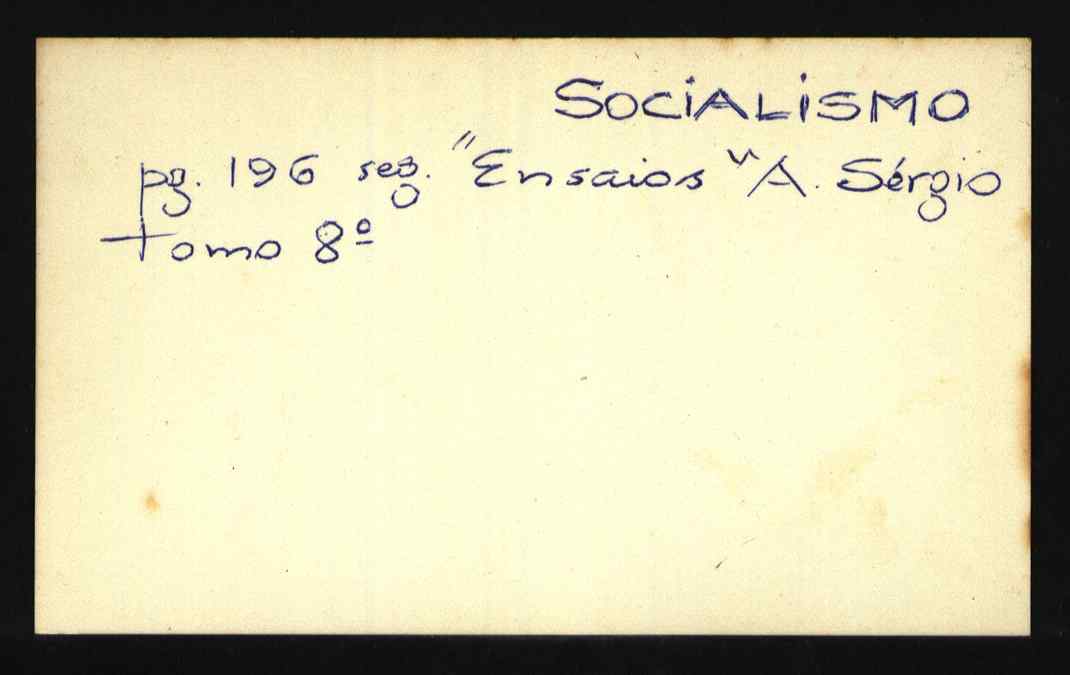 SOCIALISMO
pg. 196 seg. "Ensaios" A. Sérgio
tomo 8º